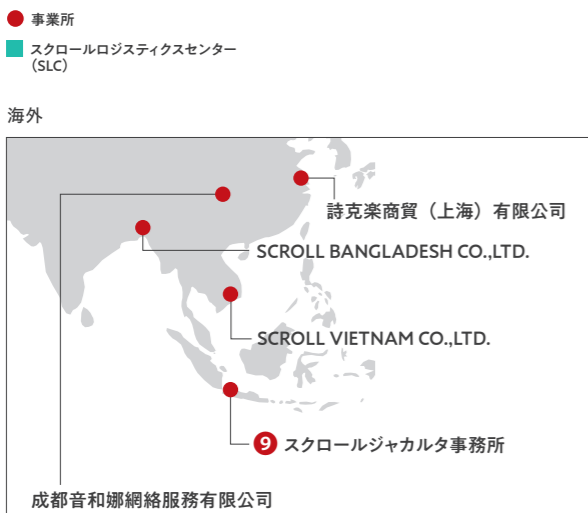 事業所
スクロールロジスティクスセンター
（SLC）
海外
詩克楽商貿（上海）有限公司
SCROLL BANGLADESH CO.,LTD.
SCROLL VIETNAM CO.,LTD.
9 スクロールジャカルタ事務所
成都音和娜網絡服務有限公司